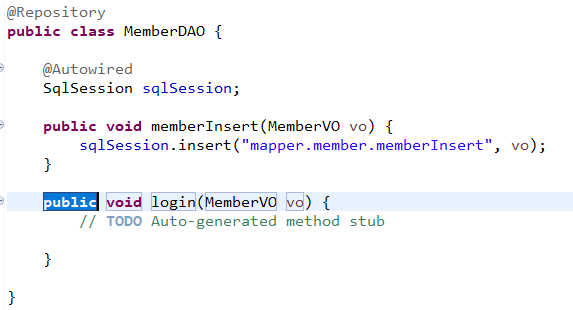 @Repository
public class MemberDAO {
@Autowired
SqlSession sqlSession;
public void memberInsert(MemberVO vo) {
sqlSession.insert("mapper.member.memberInsert", vo);
}
public void login(MemberVO vo) {
// TODO Auto-generated method stub
}
}